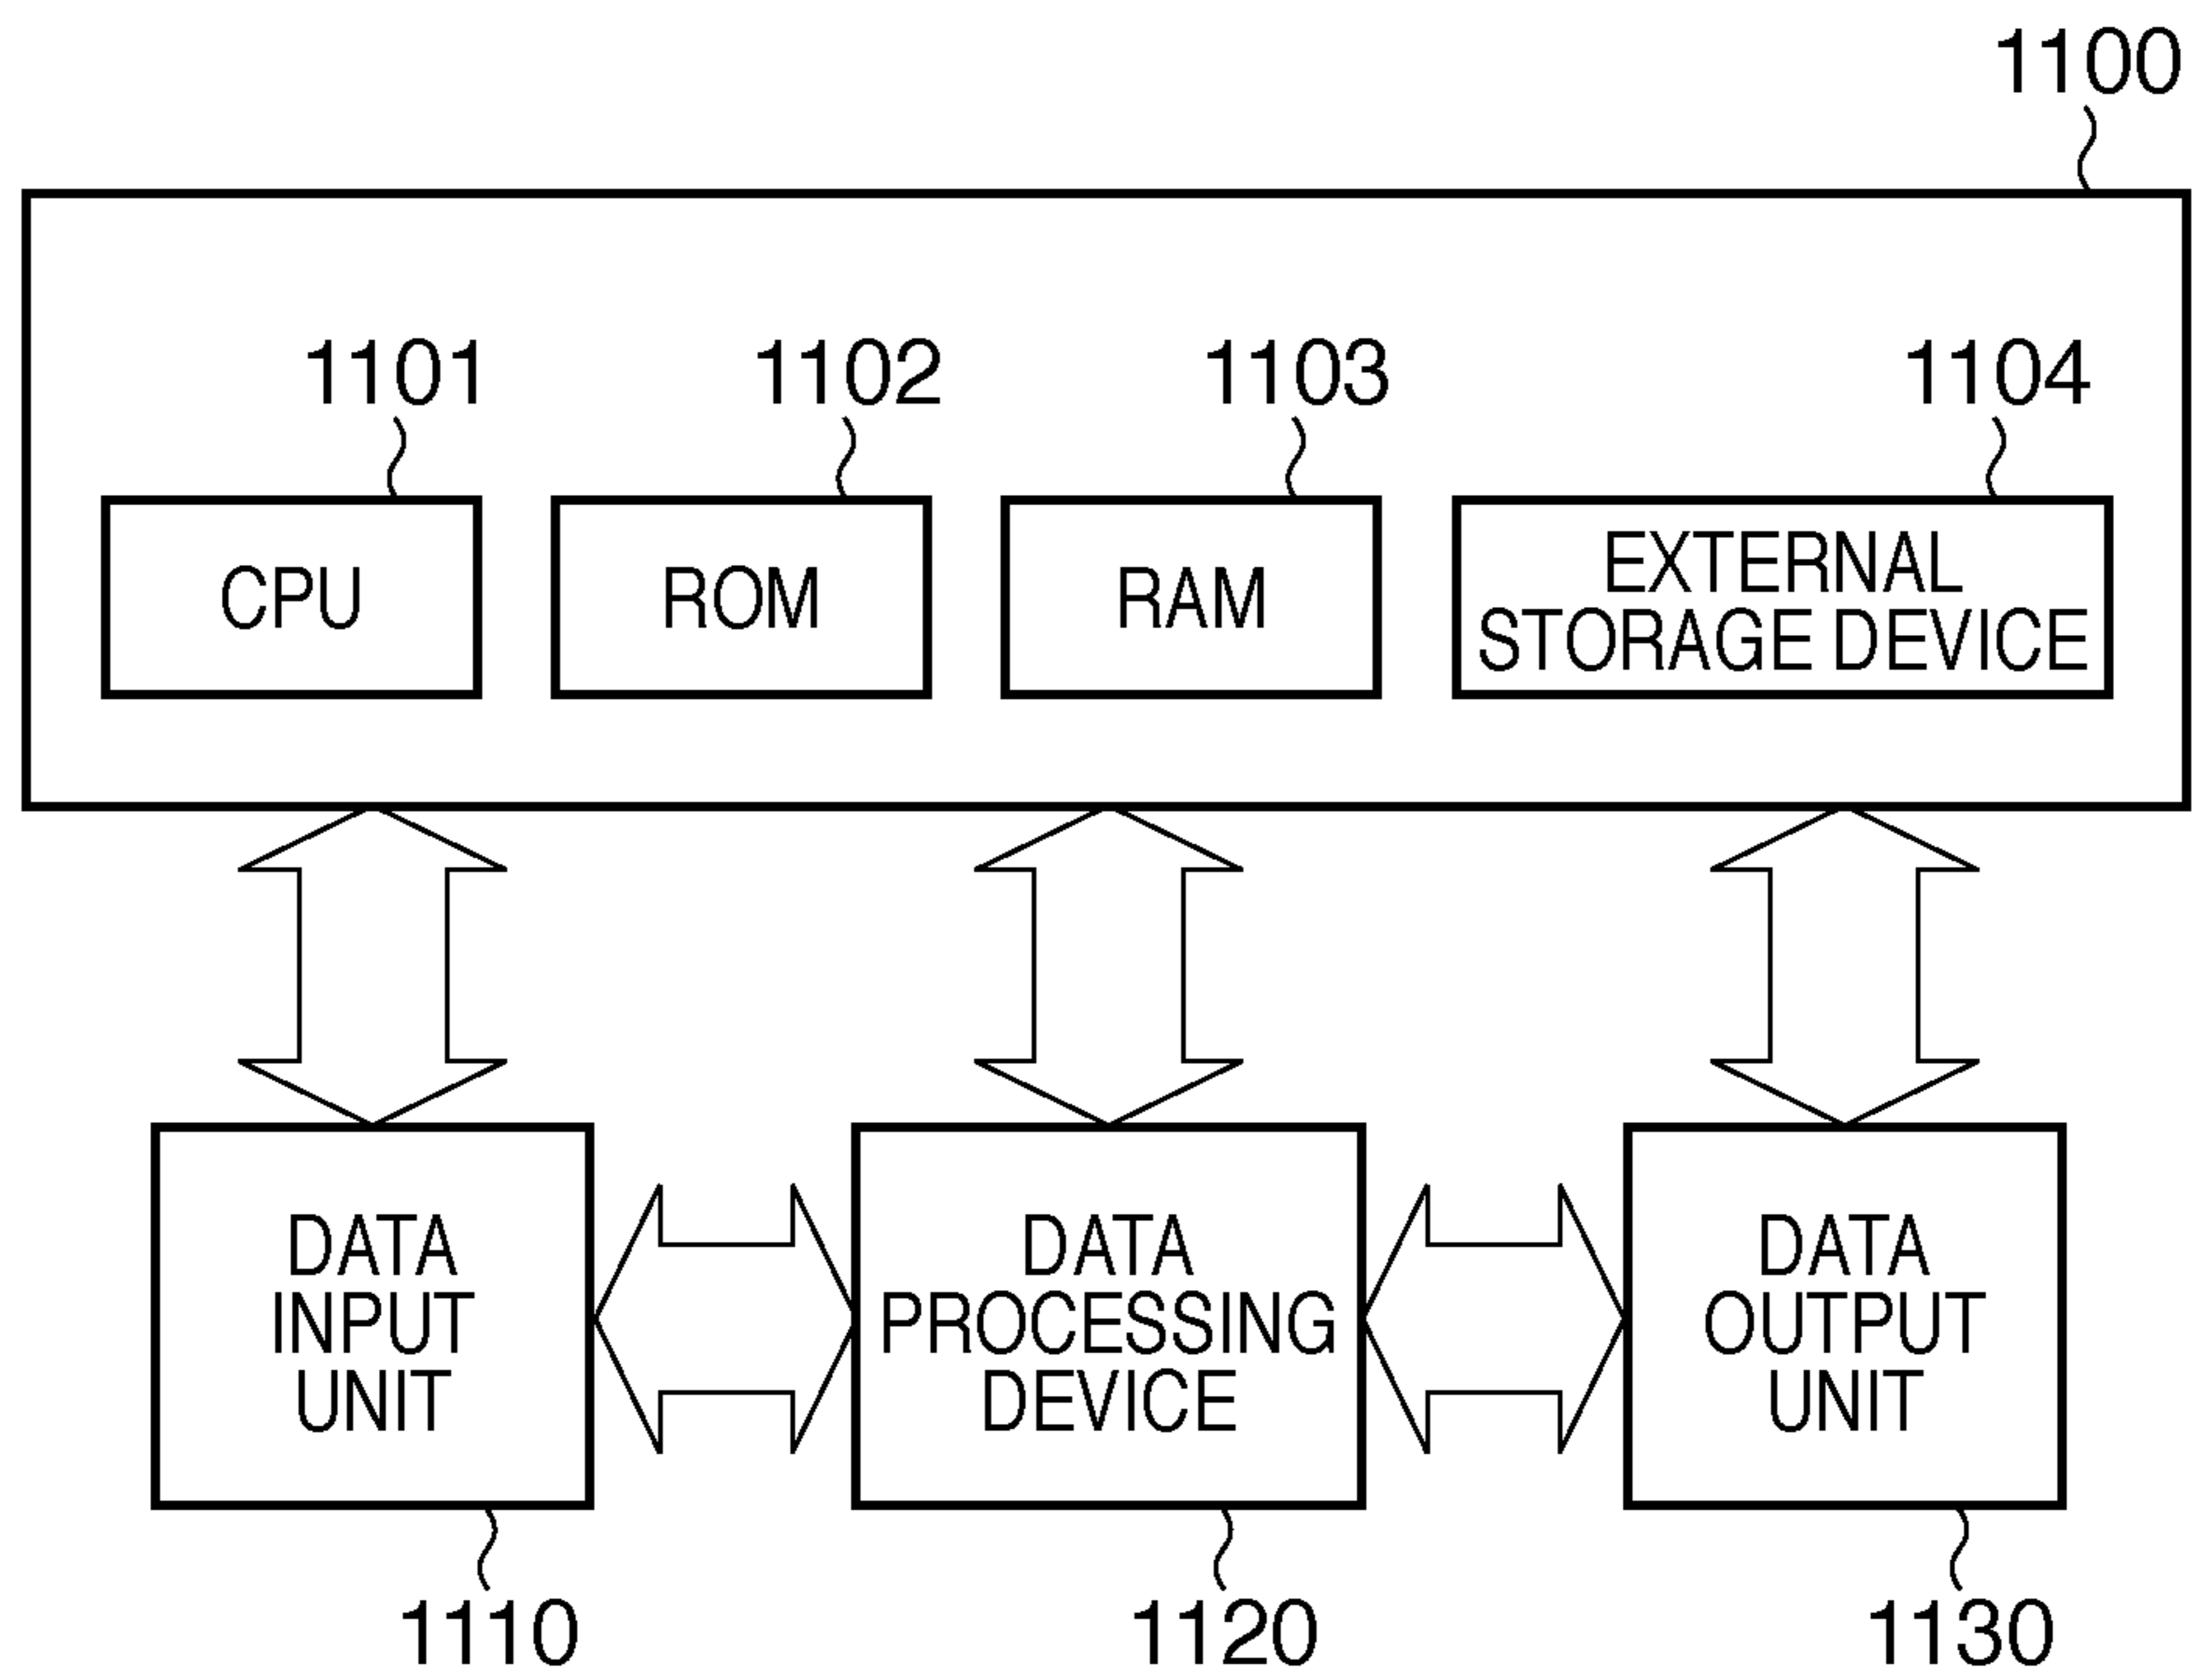 1100
1101
1102
1103
1104
CPU
ROM
RAM
EXTERNAL
STORAGE DEVICE
DATA
INPUT
UNIT
DATA
PROCESSING
DEVICE
DATA
OUTPUT
UNIT
1110
1120
1130